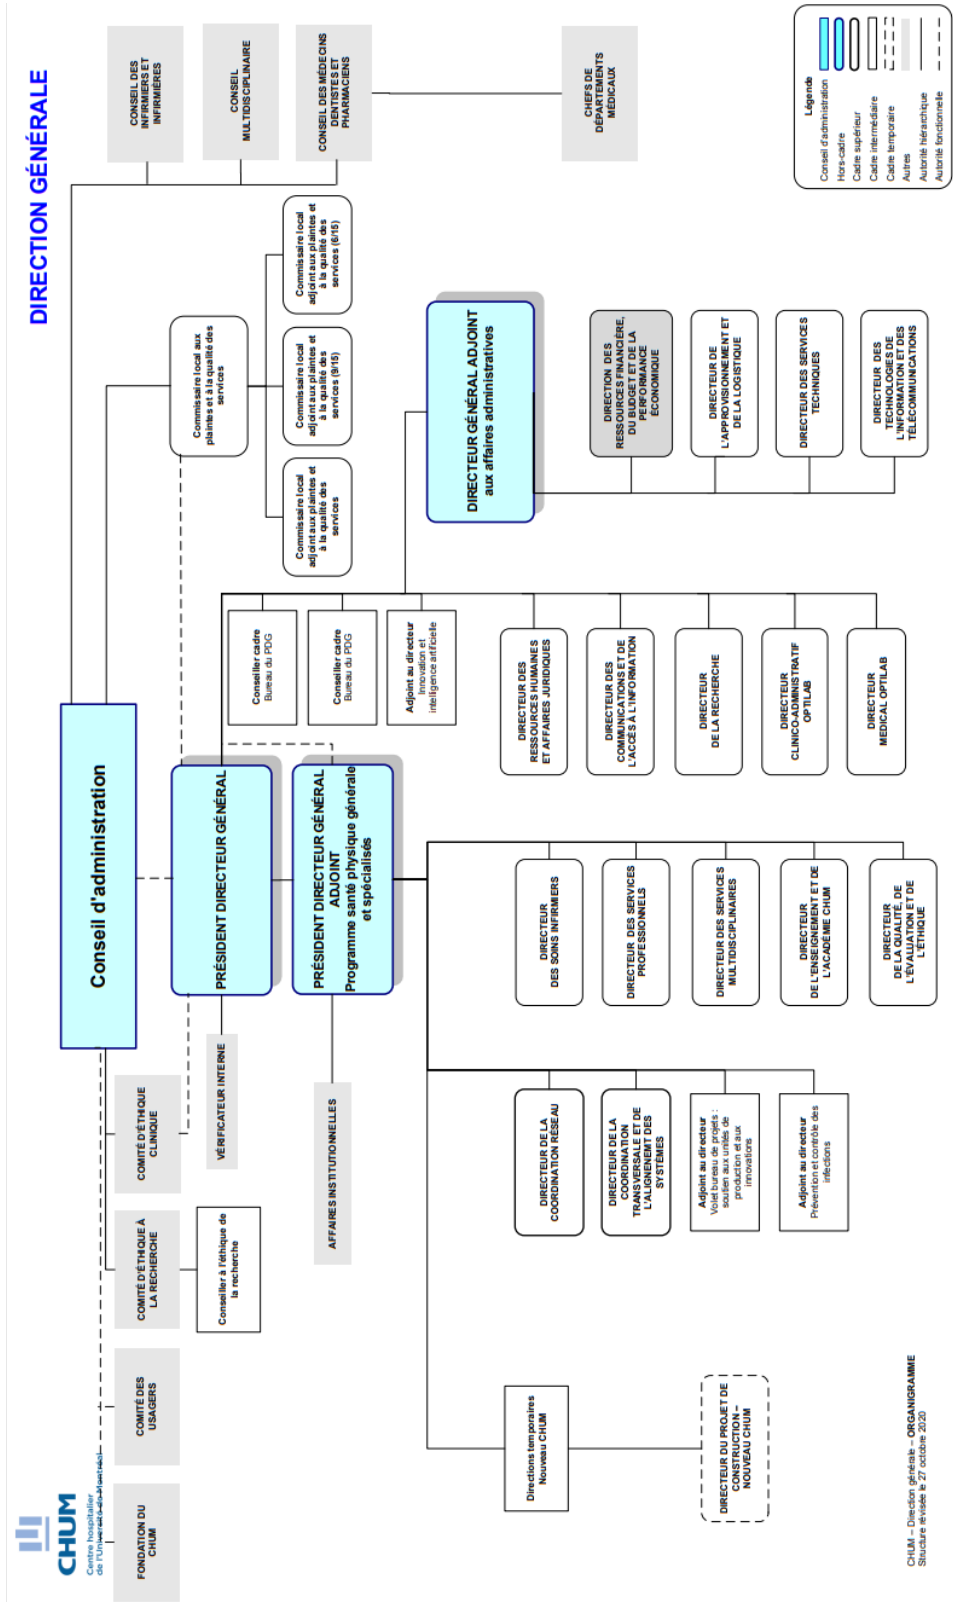 CHUM
Centre hospitalier
de l'Université de Montréal
DIRECTION GÉNÉRALE
Conseil d'administration
FONDATION DU
CHUM
COMITÉ DES
USAGERS
COMITÉ D'ÉTHIQUE À
LA RECHERCHE
Conseiller à l'éthique de
la recherche
COMITÉ D'ÉTHIQUE
CLINIQUE
CONSEIL DES
INFIRMIERS ET
INFIRMIÈRES
CONSEIL
MULTIDISCIPLINAIRE
CONSEIL DES MÉDECINS
DENTISTES ET
PHARMACIENS
CHEFS DE
DÉPARTEMENTS
MÉDICAUX
Commissaire local aux
plaintes et à la qualité des
services
Commissaire local
adjoint aux plaintes et
à la qualité des
services
Commissaire local
adjoint aux plaintes et
à la qualité des
services (9/15)
Commissaire local
adjoint aux plaintes et
à la qualité des
services (6/15)
PRÉSIDENT DIRECTEUR GÉNÉRAL
VÉRIFICATEUR INTERNE
PRÉSIDENT DIRECTEUR GÉNÉRAL
ADJOINT
Programme santé physique générale
et spécialisés
AFFAIRES INSTITUTIONNELLES
Conseiller cadre
Bureau du PDG
Conseiller cadre
Bureau du PDG
Adjoint au directeur
Innovation et
intelligence artificielle
DIRECTEUR GÉNÉRAL ADJOINT
aux affaires administratives
Directions temporaires
Nouveau CHUM
DIRECTEUR DU PROJET DE
CONSTRUCTION –
NOUVEAU CHUM
DIRECTEUR DE LA
COORDINATION RÉSEAU
DIRECTEUR DE LA
COORDINATION
TRANSVERSALE ET DE
L'ALIGNENEMT DES
SYSTÈMES
Adjoint au directeur
Volet bureau de projets :
soutien aux unités de
production et aux
innovations
Adjoint au directeur
Prévention et contrôle des
infections
DIRECTEUR
DES SOINS INFIRMIERS
DIRECTEUR DES SERVICES
PROFESSIONNELS
DIRECTEUR DES SERVICES
MULTIDISCIPLINAIRES
DIRECTEUR
DE L'ENSEIGNEMENT ET DE
L'ACADÉMIE CHUM
DIRECTEUR
DE LA QUALITÉ, DE
L'ÉVALUATION ET DE
L'ÉTHIQUE
DIRECTEUR DES
RESSOURCES HUMAINES
ET AFFAIRES JURIDIQUES
DIRECTEUR DES
COMMUNICATIONS ET DE
L'ACCÈS À L'INFORMATION
DIRECTEUR
DE LA RECHERCHE
DIRECTEUR
CLINICO-ADMINISTRATIF
OPTILAB
DIRECTEUR
MEDICAL OPTILAB
DIRECTION DES
RESSOURCES FINANCIÈRE,
DU BUDGET ET DE LA
PERFORMANCE
ÉCONOMIQUE
DIRECTEUR DE
L'APPROVISIONNEMENT ET
DE LA LOGISTIQUE
DIRECTEUR DES SERVICES
TECHNIQUES
DIRECTEUR DES
TECHNOLOGIES DE
L'INFORMATION ET DES
TÉLÉCOMMUNICATIONS
Légende
Conseil d'administration
Hors-cadre
Cadre supérieur
Cadre intermédiaire
Cadre temporaire
Autres
Autorité hiérarchique
Autorité fonctionnelle
CHUM – Direction générale – ORGANIGRAMME
Structure révisée le 27 octobre 2020